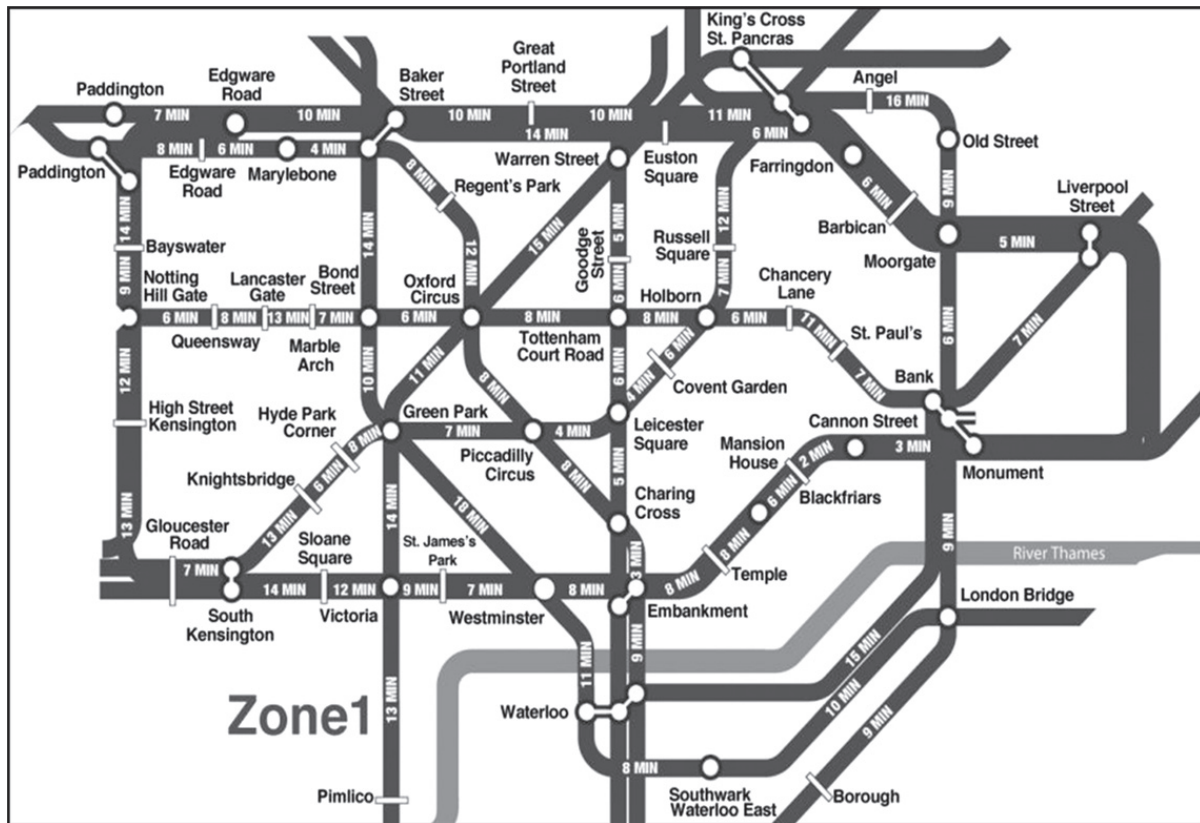 King's Cross
St. Pancras
Great
Portland
Street
Baker
Street
Edgware
Road
Paddington
Angel
16 MIN
7 MIN
10 MIN
10 MIN
10 MIN
11 MIN
14 MIN
6 MIN
Old Street
8 MIN
6 MIN
4 MIN
Paddington
Edgware
Road
Marylebone
8 MIN
Regent's Park
Warren Street
Euston
Square
Farringdon
6 MIN
9 MIN
Liverpool
Street
Barbican
Moorgate
5 MIN
14 MIN
Bayswater
9 MIN
14 MIN
12 MIN
15 MIN
5 MIN
Goodge
Street
6 MIN
Russell
Square
12 MIN
7 MIN
Notting
Hill Gate
Lancaster
Gate
Bond
Street
Oxford
Circus
Holborn
Chancery
Lane
6 MIN
8 MIN
13 MIN
7 MIN
6 MIN
8 MIN
8 MIN
6 MIN
11 MIN
St. Paul's
7 MIN
6 MIN
7 MIN
Queensway
Marble
Arch
Tottenham
Court Road
12 MIN
10 MIN
11 MIN
8 MIN
6 MIN
4 MIN
6 MIN
Covent Garden
Bank
High Street
Kensington
Hyde Park
Corner
8 MIN
Green Park
7 MIN
4 MIN
Leicester
Square
Piccadilly
Circus
Mansion
House
Cannon Street
2 MIN
3 MIN
Monument
Knightsbridge
6 MIN
13 MIN
13 MIN
14 MIN
18 MIN
8 MIN
5 MIN
Charing
Cross
6 MIN
Blackfriars
8 MIN
Gloucester
Road
Sloane
Square
St. James's
Park
3 MIN
9 MIN
River Thames
7 MIN
14 MIN
12 MIN
9 MIN
7 MIN
8 MIN
8 MIN
Temple
South
Kensington
Victoria
Westminster
Embankment
London Bridge
11 MIN
9 MIN
15 MIN
10 MIN
9 MIN
Zone1
13 MIN
Waterloo
8 MIN
Pimlico
Southwark
Waterloo East
Borough